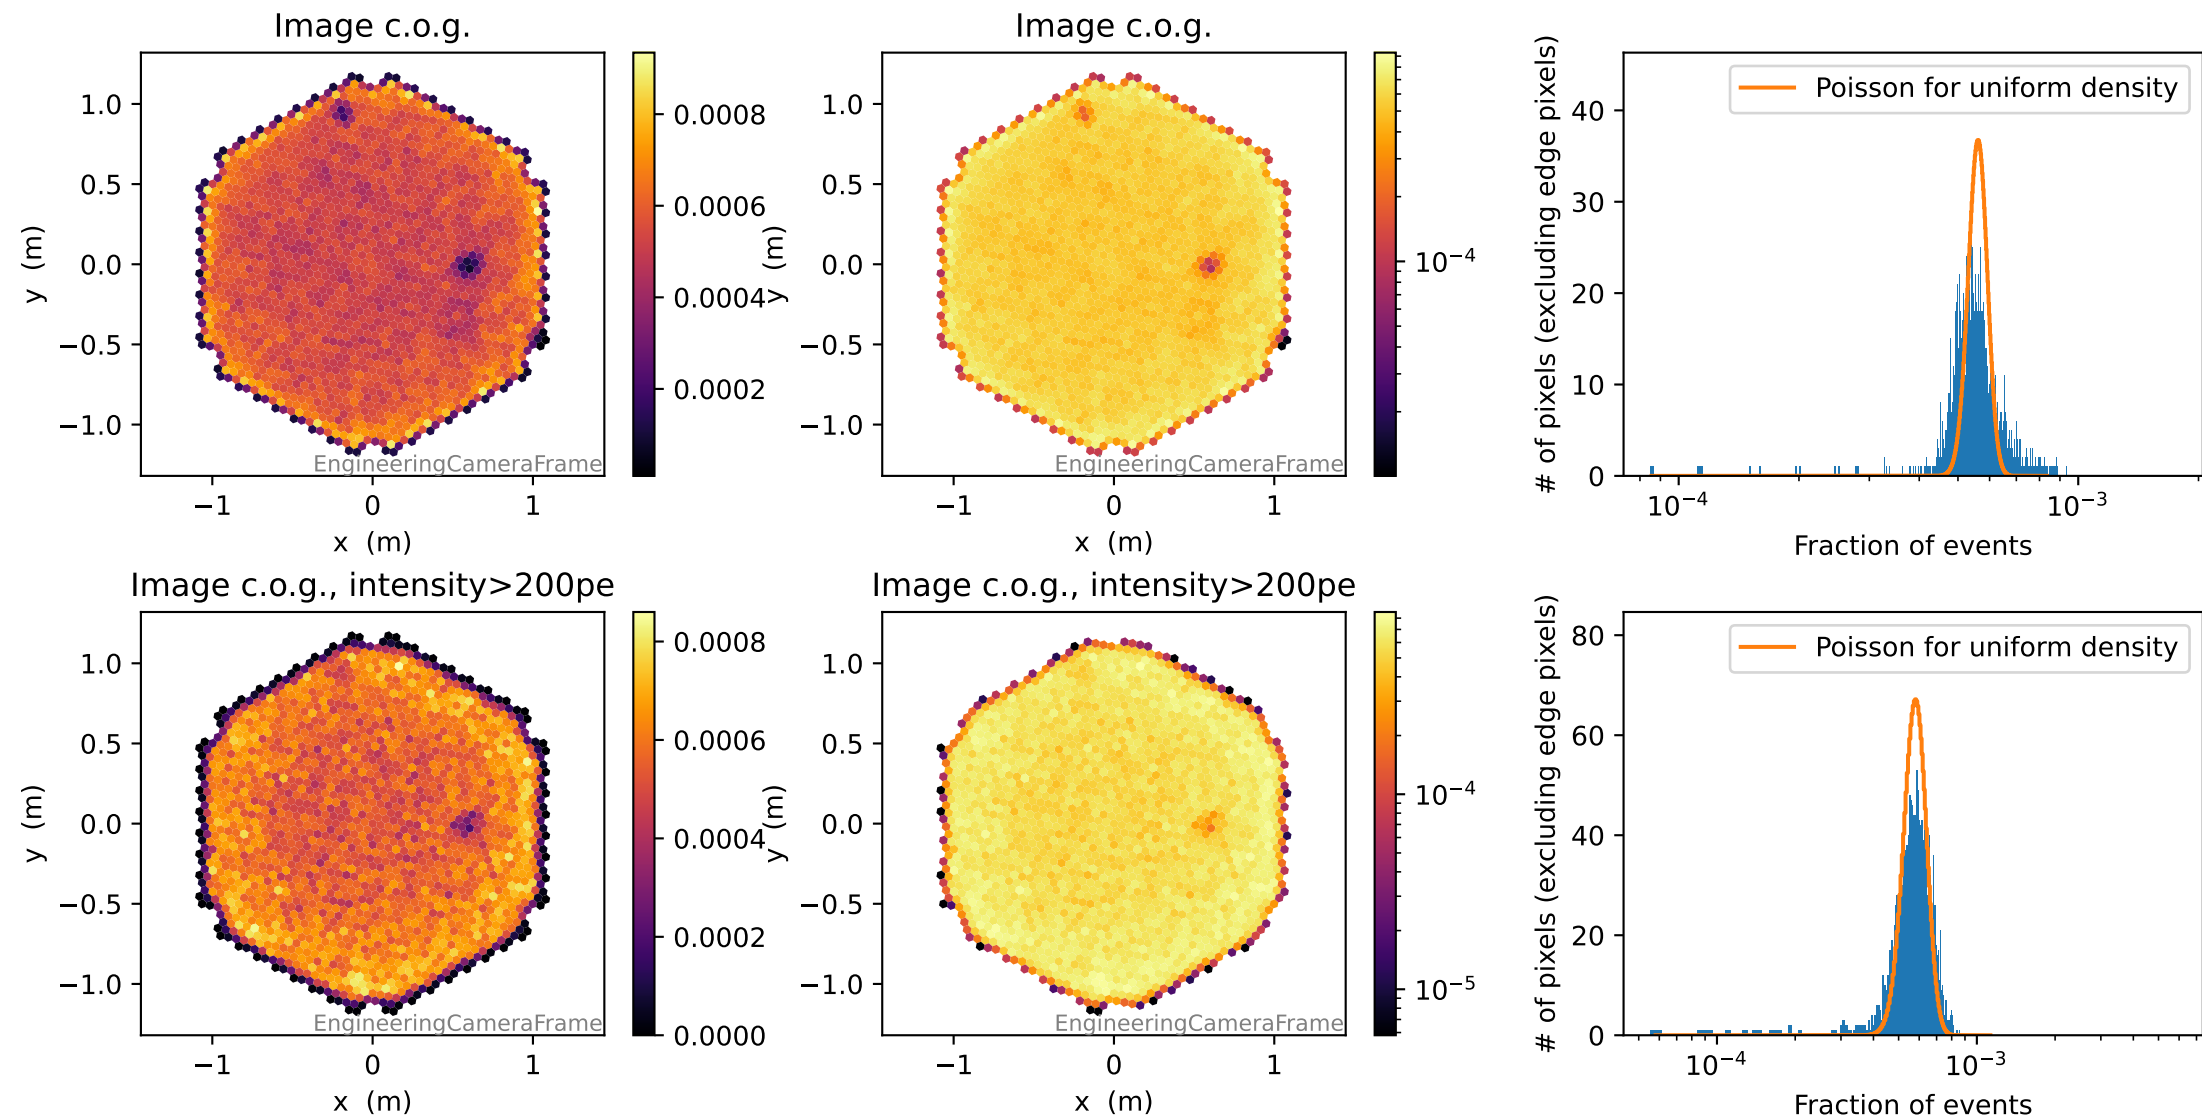 Image c.o.g.
1.0
0.5
0.0
−0.5
−1.0
y (m)
−1 0 1
x (m)
EngineeringCameraFrame
0.0008
0.0006
0.0004
0.0002
Image c.o.g.
1.0
0.5
0.0
−0.5
−1.0
y (m)
−1 0 1
x (m)
EngineeringCameraFrame
10⁻⁴
# of pixels (excluding edge pixels)
40
30
20
10
0
Poisson for uniform density
10⁻⁴ 10⁻³
Fraction of events
Image c.o.g., intensity>200pe
1.0
0.5
0.0
−0.5
−1.0
y (m)
−1 0 1
x (m)
EngineeringCameraFrame
0.0008
0.0006
0.0004
0.0002
0.0000
Image c.o.g., intensity>200pe
1.0
0.5
0.0
−0.5
−1.0
y (m)
−1 0 1
x (m)
EngineeringCameraFrame
10⁻⁴
10⁻⁵
# of pixels (excluding edge pixels)
80
60
40
20
0
Poisson for uniform density
10⁻⁴ 10⁻³
Fraction of events